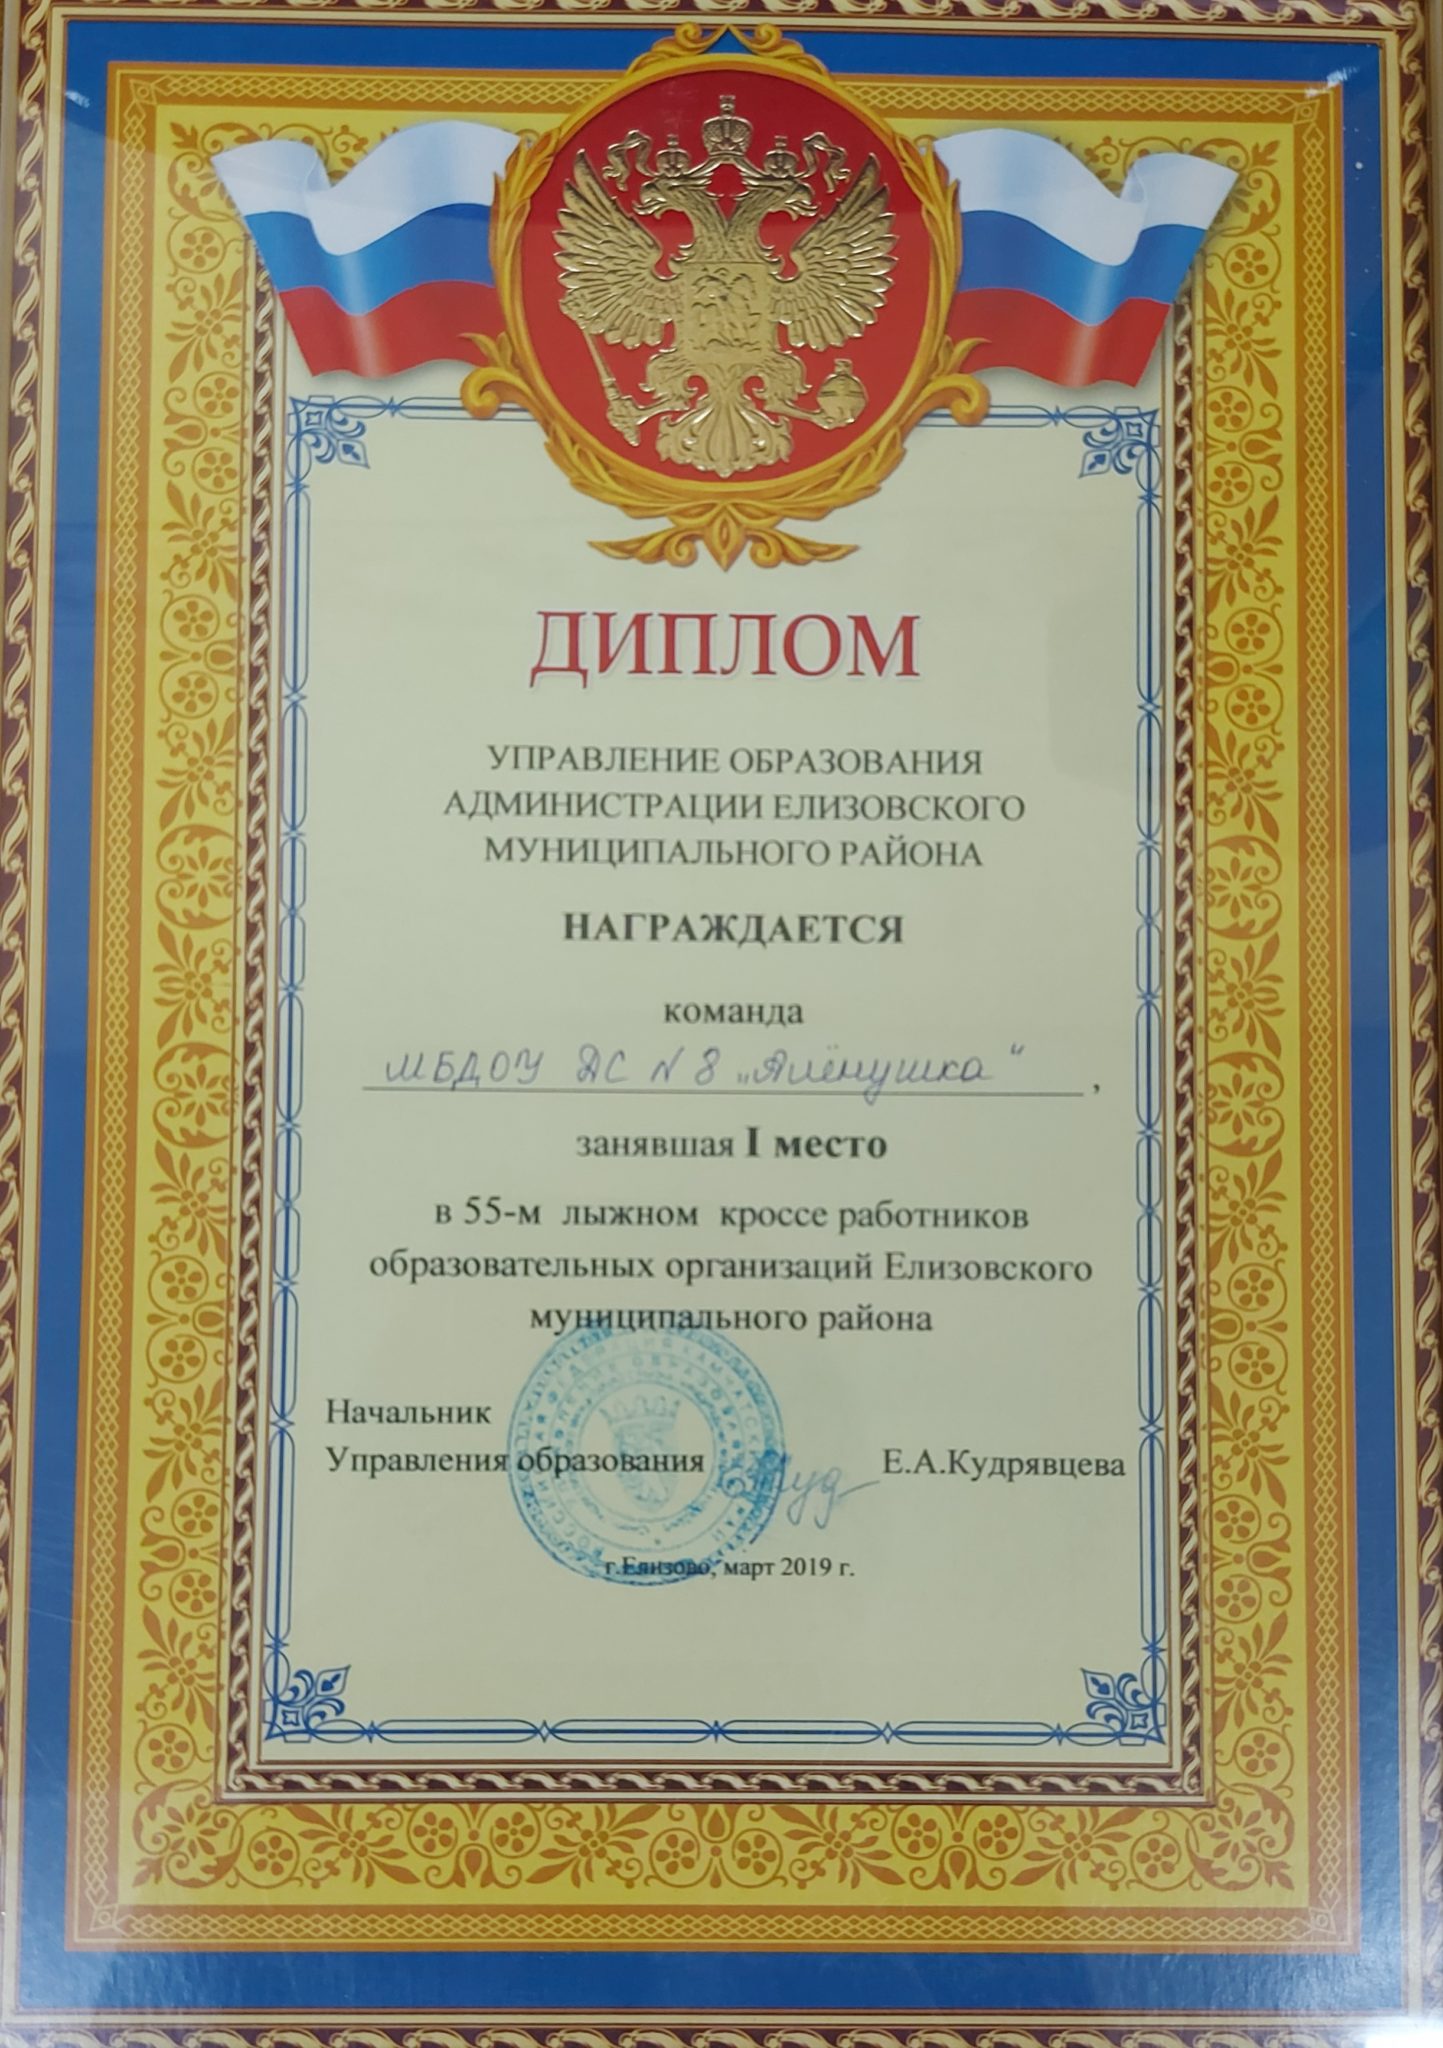 ДИПЛОМ
УПРАВЛЕНИЕ ОБРАЗОВАНИЯ
АДМИНИСТРАЦИИ ЕЛИЗОВСКОГО
МУНИЦИПАЛЬНОГО РАЙОНА
НАГРАЖДАЕТСЯ
команда
МБДОУ ДС N 8 „Алёнушка“,
занявшая I место
в 55-м лыжном кроссе работников
образовательных организаций Елизовского
муниципального района
Начальник
Управления образования Е.А.Кудрявцева
г.Елизово, март 2019 г.